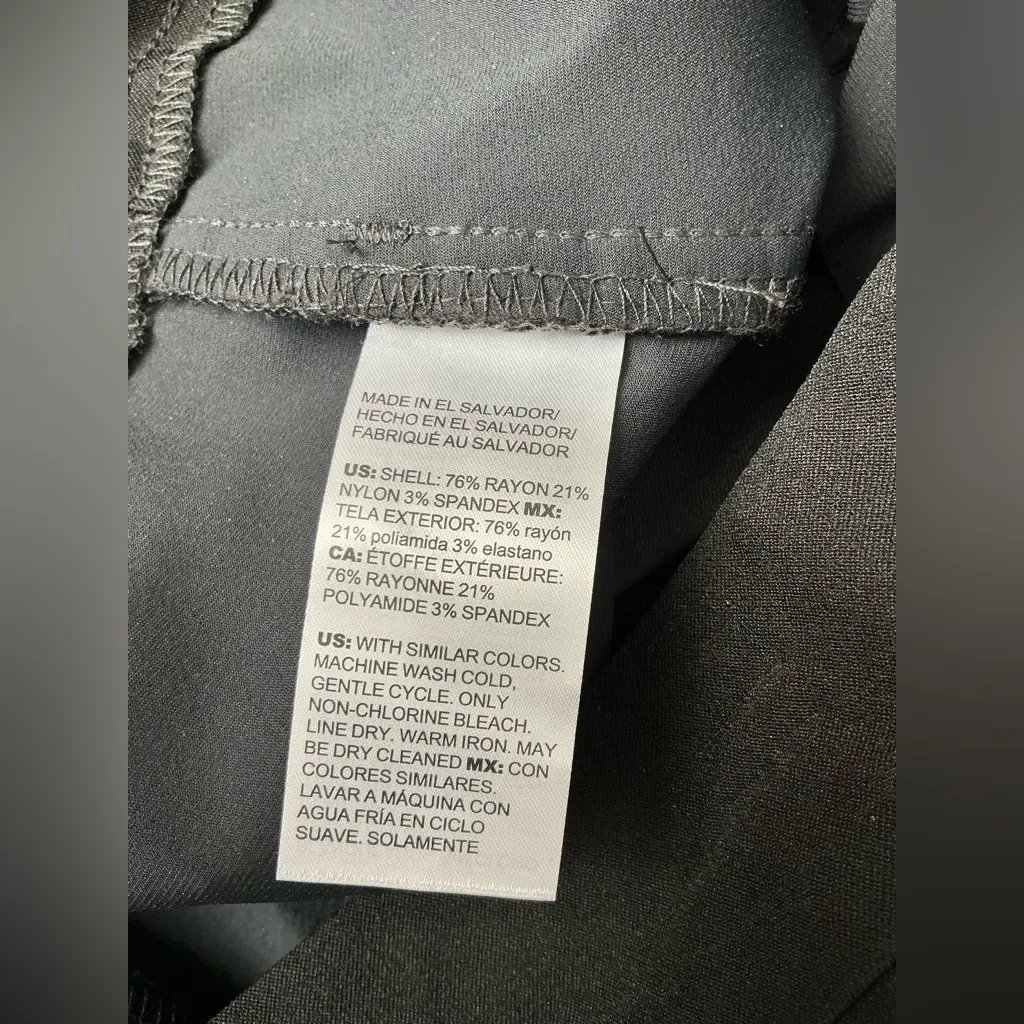 MADE IN EL SALVADOR/
HECHO EN EL SALVADOR/
FABRIQUÉ AU SALVADOR
US: SHELL: 76% RAYON 21%
NYLON 3% SPANDEX MX:
TELA EXTERIOR: 76% rayón
21% poliamida 3% elastano
CA: ÉTOFFE EXTÉRIEURE:
76% RAYONNE 21%
POLYAMIDE 3% SPANDEX
US: WITH SIMILAR COLORS.
MACHINE WASH COLD,
GENTLE CYCLE. ONLY
NON-CHLORINE BLEACH.
LINE DRY. WARM IRON. MAY
BE DRY CLEANED MX: CON
COLORES SIMILARES.
LAVAR A MÁQUINA CON
AGUA FRÍA EN CICLO
SUAVE. SOLAMENTE